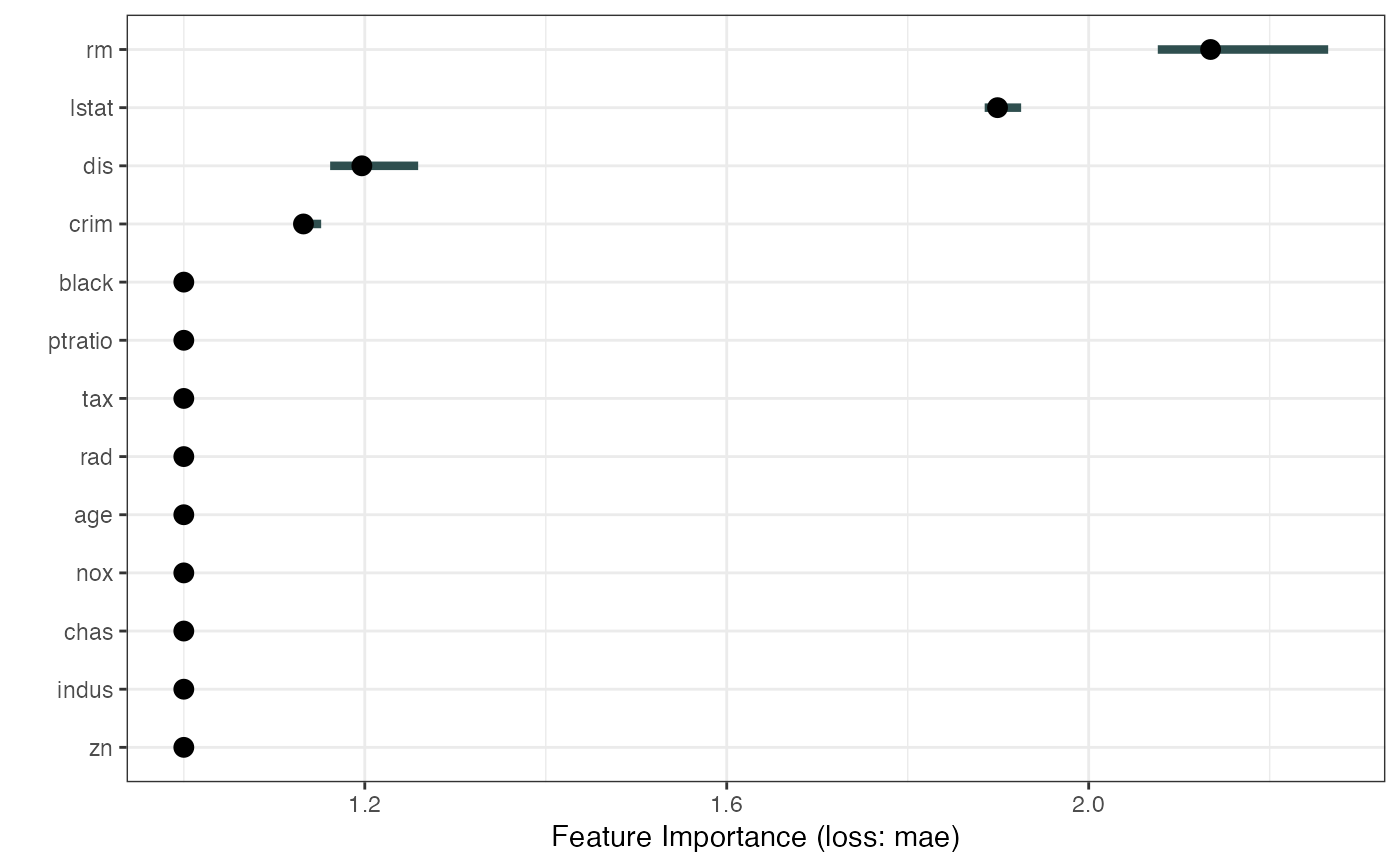 rm
lstat
dis
crim
black
ptratio
tax
rad
age
nox
chas
indus
zn
1.2 1.6 2.0
Feature Importance (loss: mae)